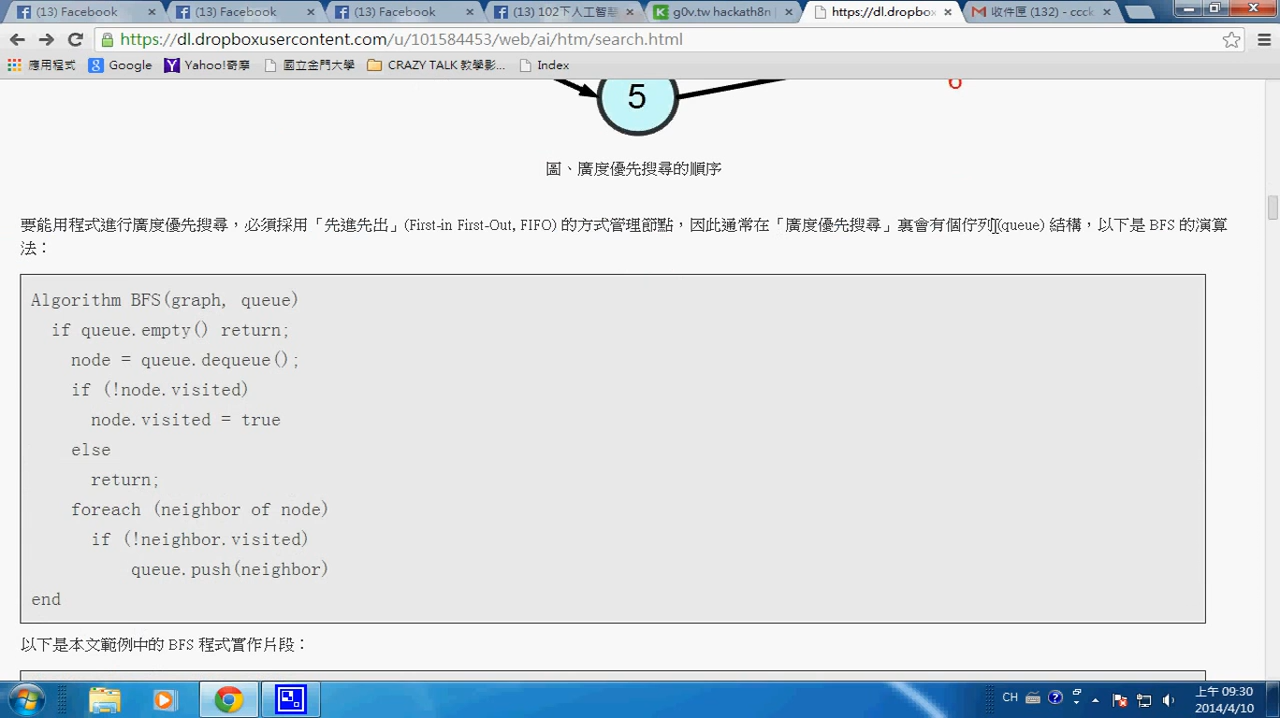 (13) Facebook
(13) Facebook
(13) Facebook
(13) 102下人工智慧
g0v.tw hackath8n
https://dl.dropbox
收件匣 (132) - ccck
https://dl.dropboxusercontent.com/u/101584453/web/ai/htm/search.html
應用程式
Google
Yahoo!奇摩
國立金門大學
CRAZY TALK 教學影...
Index
5
6
圖、廣度優先搜尋的順序
要能用程式進行廣度優先搜尋，必須採用「先進先出」(First-in First-Out, FIFO) 的方式管理節點，因此通常在「廣度優先搜尋」裏會有個佇列(queue) 結構，以下是 BFS 的演算
法：
Algorithm BFS(graph, queue)
if queue.empty() return;
node = queue.dequeue();
if (!node.visited)
node.visited = true
else
return;
foreach (neighbor of node)
if (!neighbor.visited)
queue.push(neighbor)
end
以下是本文範例中的 BFS 程式實作片段：
CH
上午 09:30
2014/4/10